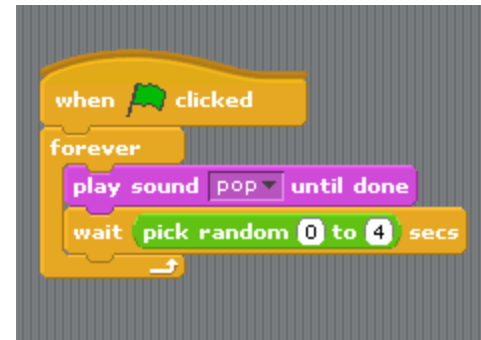 when clicked
forever
play sound pop until done
wait pick random 0 to 4 secs